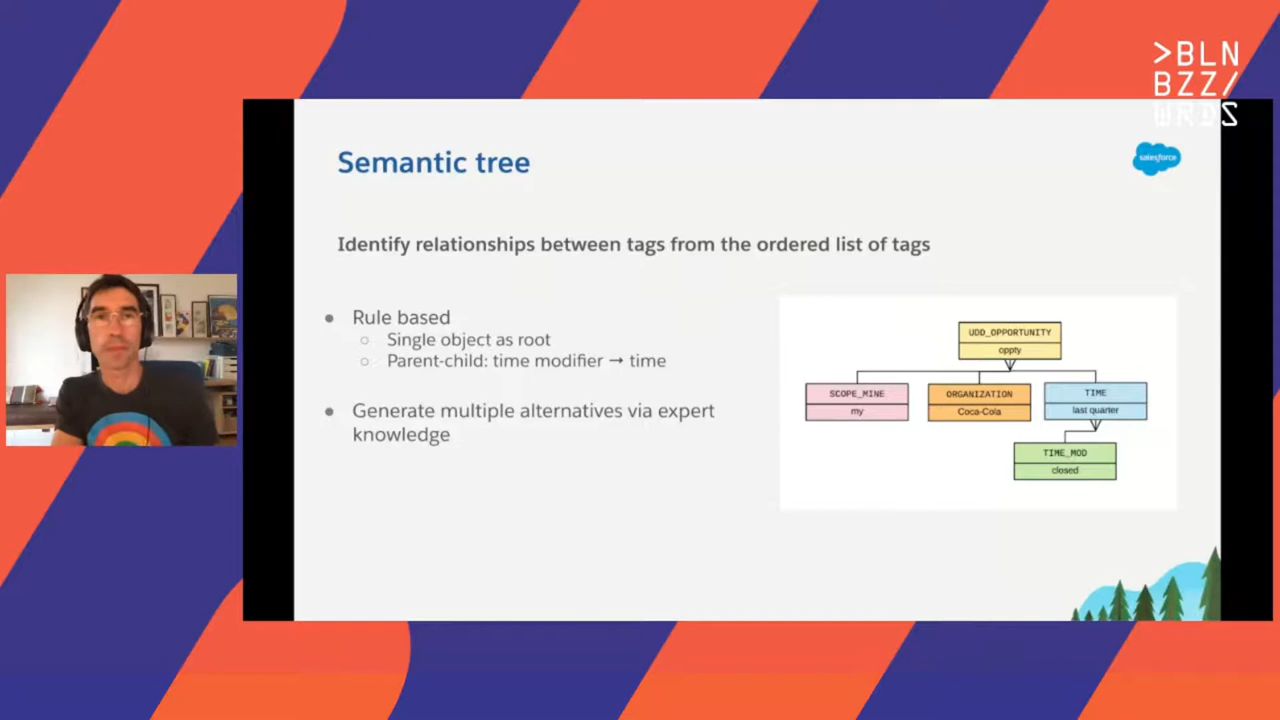 >BLN
BZZ/
WRDS
Semantic tree
salesforce
Identify relationships between tags from the ordered list of tags
● Rule based
○ Single object as root
○ Parent-child: time modifier → time
● Generate multiple alternatives via expert
knowledge
UDD_OPPORTUNITY
oppty
SCOPE_MINE
my
ORGANIZATION
Coca-Cola
TIME
last quarter
TIME_MOD
closed